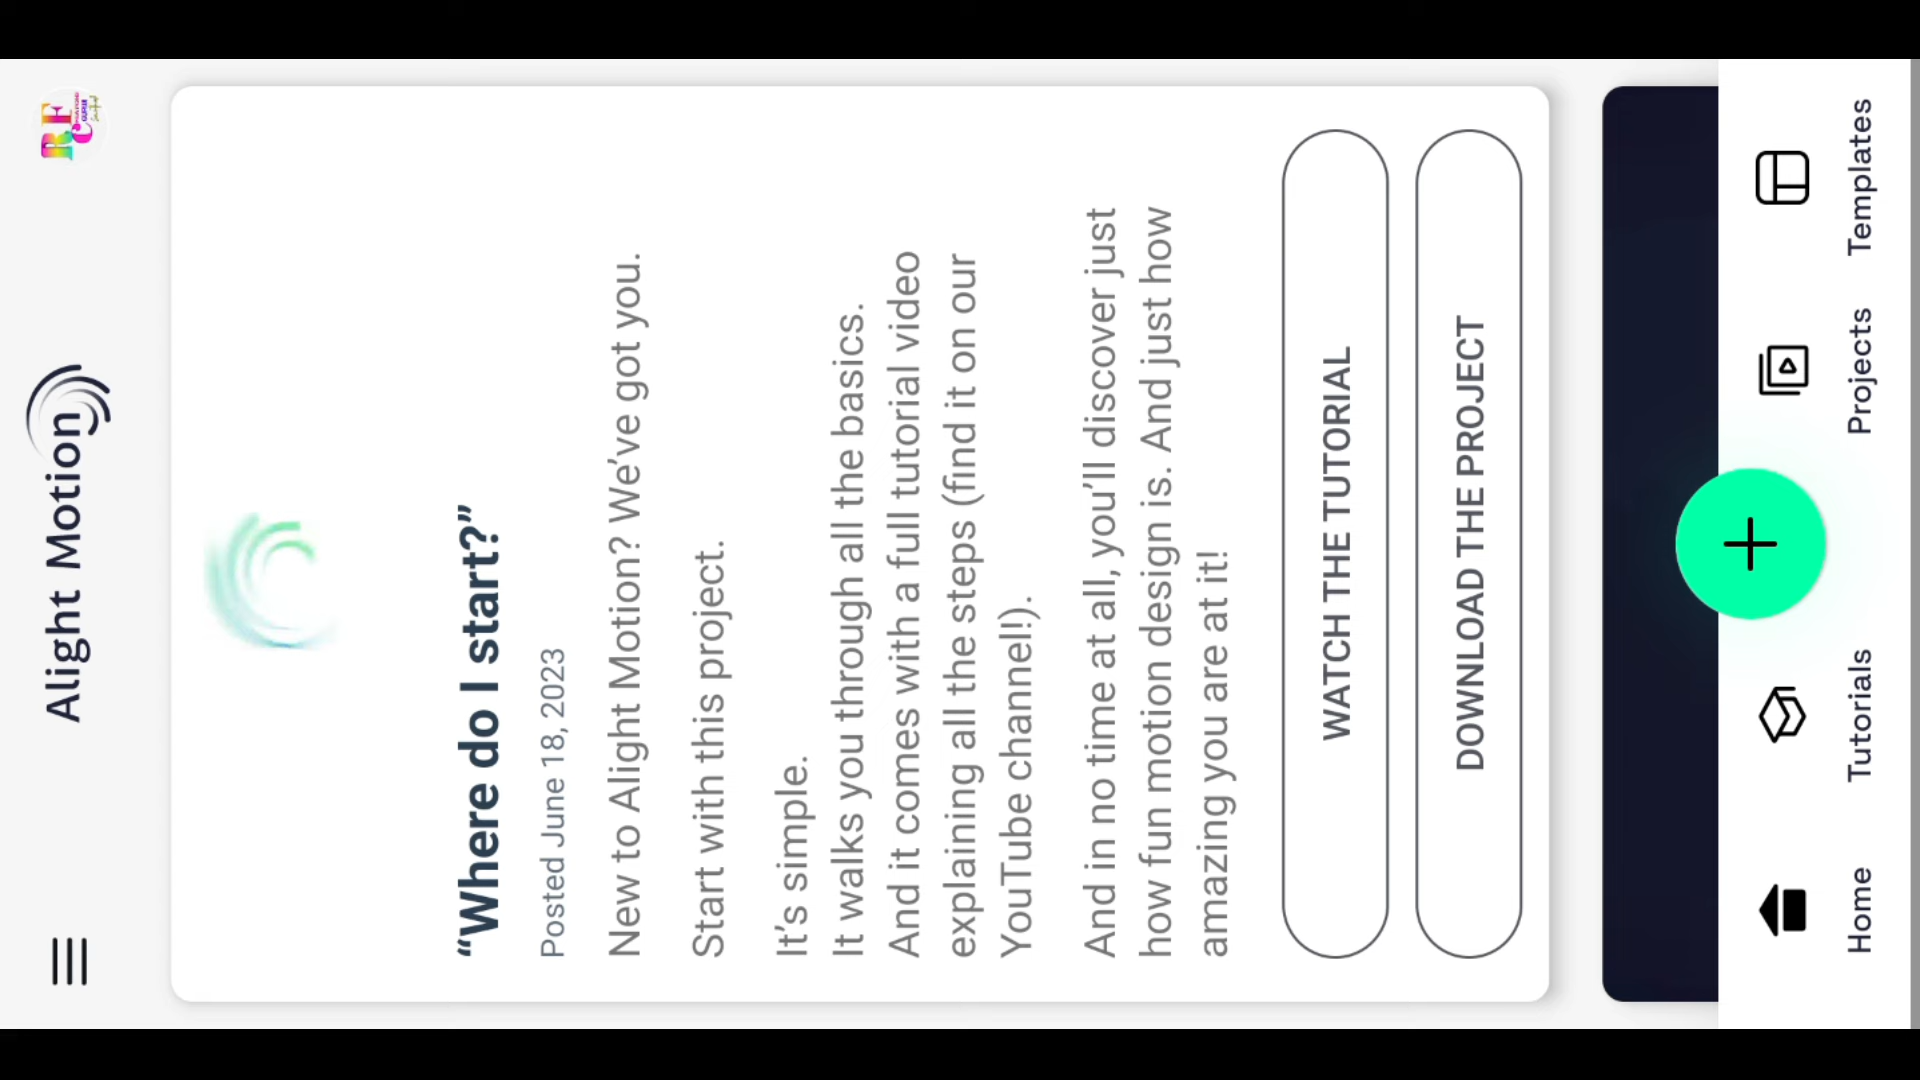 Alight Motion
RF
“Where do I start?”
Posted June 18, 2023
New to Alight Motion? We’ve got you.
Start with this project.
It’s simple.
It walks you through all the basics.
And it comes with a full tutorial video
explaining all the steps (find it on our
YouTube channel!).
And in no time at all, you’ll discover just
how fun motion design is. And just how
amazing you are at it!
WATCH THE TUTORIAL
DOWNLOAD THE PROJECT
Home
Tutorials
Projects
Templates